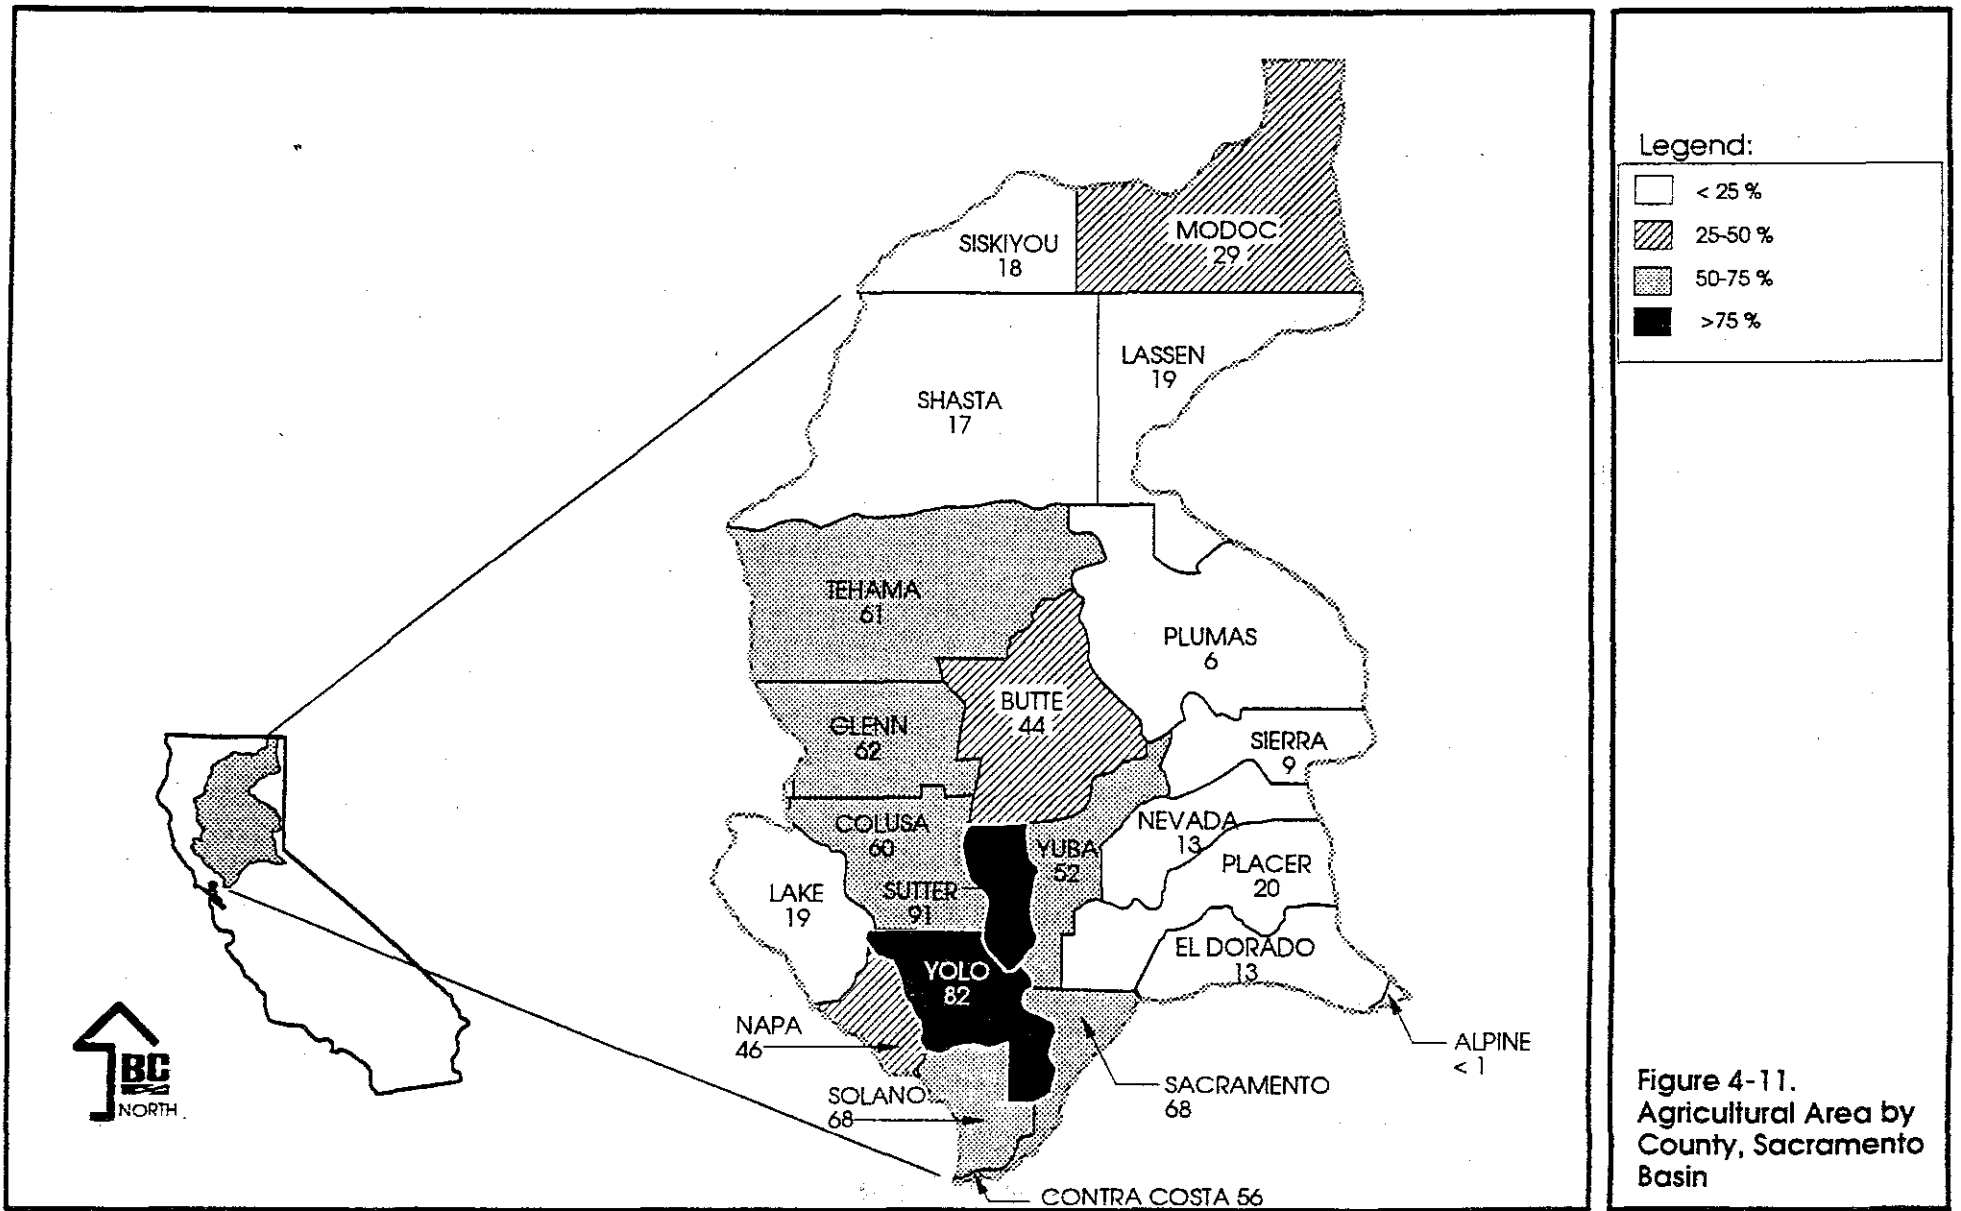 SISKIYOU
18
MODOC
29
SHASTA
17
LASSEN
19
TEHAMA
61
PLUMAS
6
BUTTE
44
GLENN
62
SIERRA
9
COLUSA
60
NEVADA
13
YUBA
52
PLACER
20
SUTTER
91
LAKE
19
EL DORADO
13
YOLO
82
NAPA
46
ALPINE
< 1
SOLANO
68
SACRAMENTO
68
CONTRA COSTA 56
BC
NORTH
Legend:
< 25 %
25-50 %
50-75 %
>75 %
Figure 4-11.
Agricultural Area by
County, Sacramento
Basin